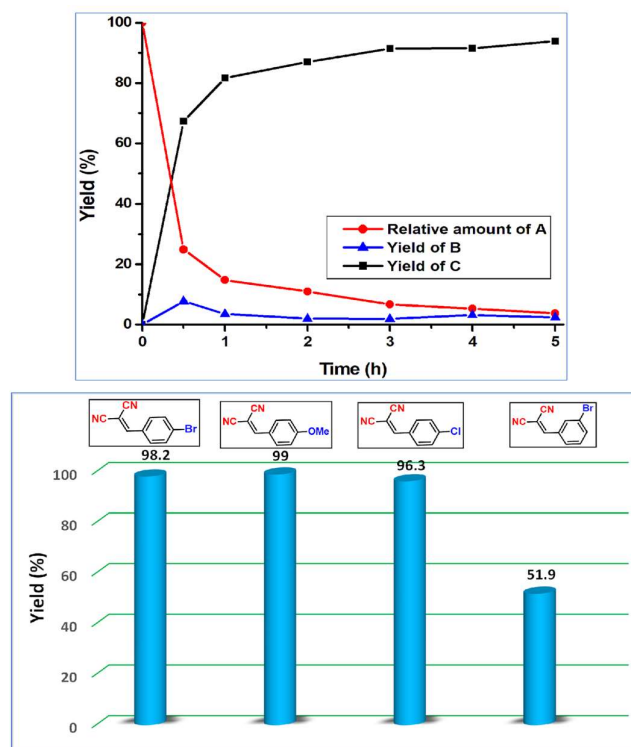 100
80
60
40
20
0
Yield (%)
Relative amount of A
Yield of B
Yield of C
0 1 2 3 4 5
Time (h)
NC CN Br
NC CN OMe
NC CN Cl
NC CN Br
98.2 99 96.3 51.9
100
80
60
40
20
0
Yield (%)